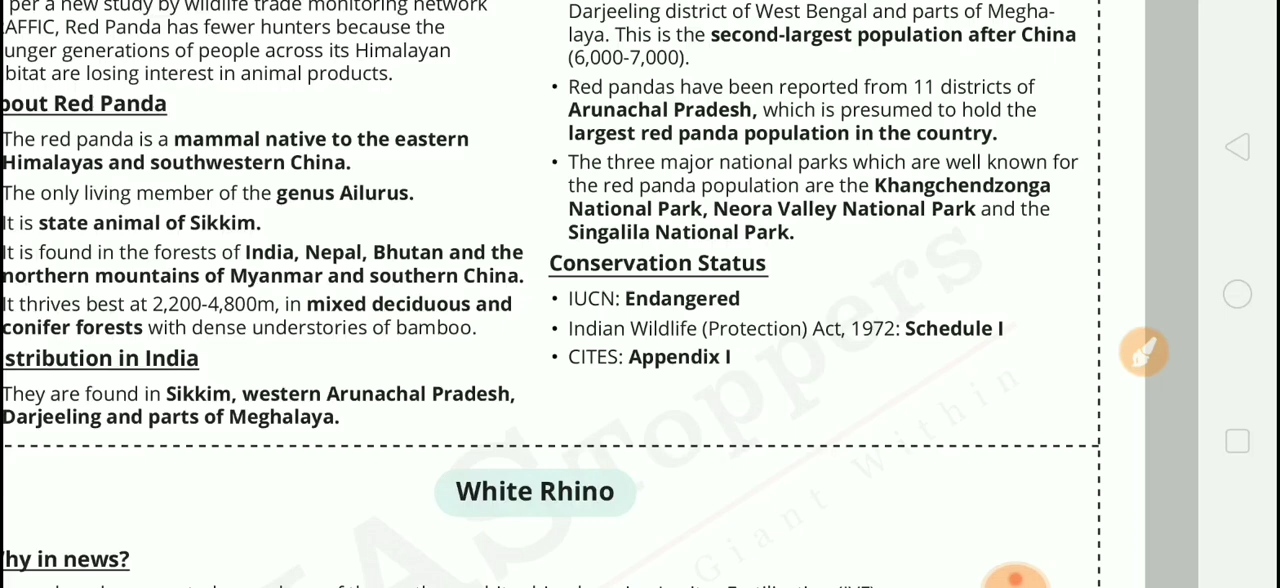 per a new study by wildlife trade monitoring network
AFFIC, Red Panda has fewer hunters because the
unger generations of people across its Himalayan
bitat are losing interest in animal products.
bout Red Panda
The red panda is a mammal native to the eastern
Himalayas and southwestern China.
The only living member of the genus Ailurus.
It is state animal of Sikkim.
It is found in the forests of India, Nepal, Bhutan and the
northern mountains of Myanmar and southern China.
It thrives best at 2,200-4,800m, in mixed deciduous and
conifer forests with dense understories of bamboo.
stribution in India
They are found in Sikkim, western Arunachal Pradesh,
Darjeeling and parts of Meghalaya.
Darjeeling district of West Bengal and parts of Megha-
laya. This is the second-largest population after China
(6,000-7,000).
• Red pandas have been reported from 11 districts of
Arunachal Pradesh, which is presumed to hold the
largest red panda population in the country.
• The three major national parks which are well known for
the red panda population are the Khangchendzonga
National Park, Neora Valley National Park and the
Singalila National Park.
Conservation Status
• IUCN: Endangered
• Indian Wildlife (Protection) Act, 1972: Schedule I
• CITES: Appendix I
White Rhino
hy in news?
IASToppers
Giant Within